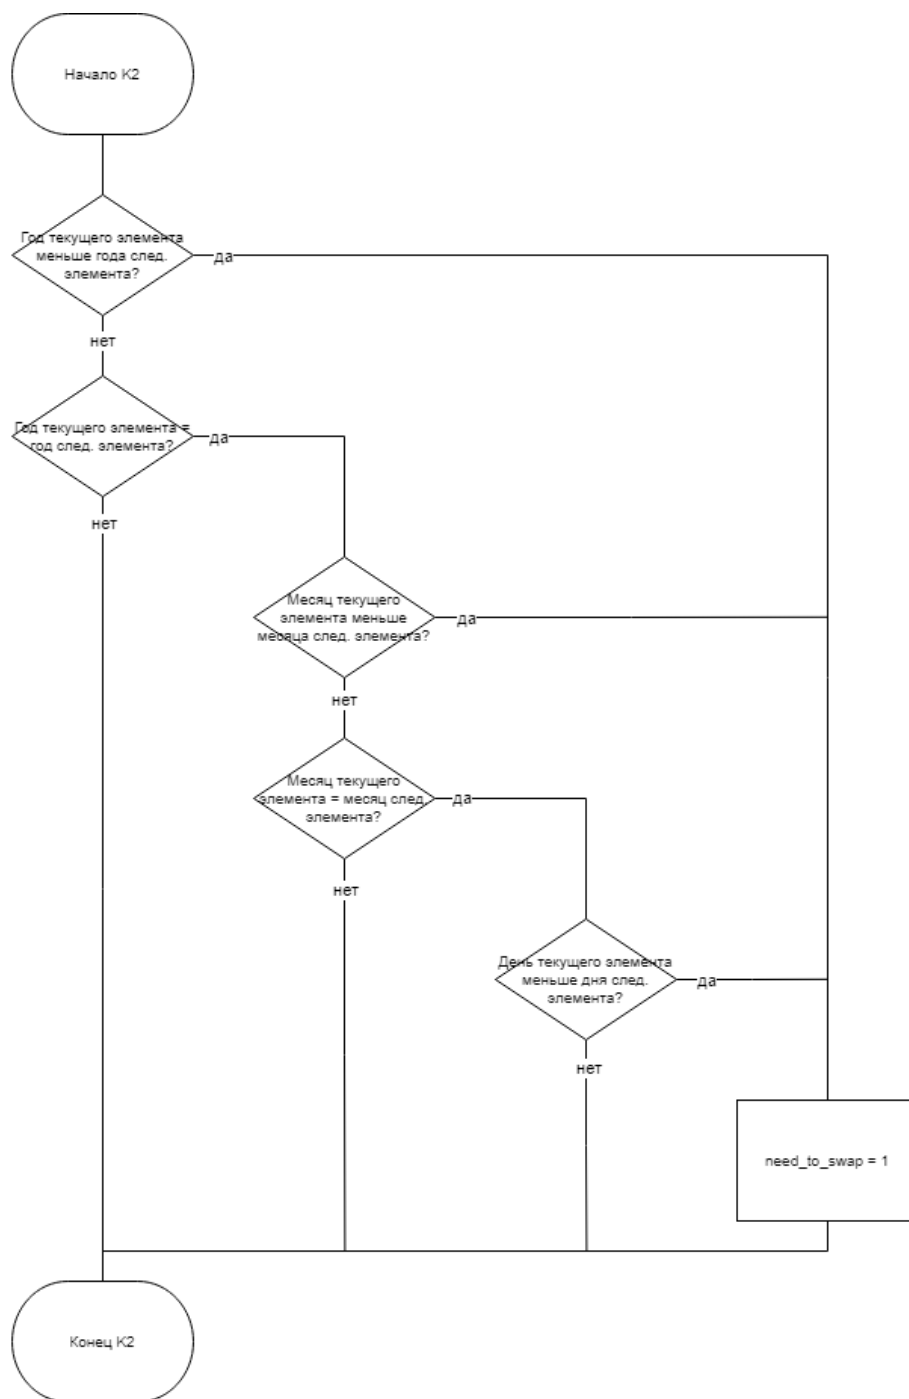 Начало К2
Год текущего элемента
меньше года след.
элемента?
да
нет
Год текущего элемента =
год след. элемента?
да
нет
Месяц текущего
элемента меньше
месяца след. элемента?
да
нет
Месяц текущего
элемента = месяц след.
элемента?
да
нет
День текущего элемента
меньше дня след.
элемента?
да
нет
need_to_swap = 1
Конец К2